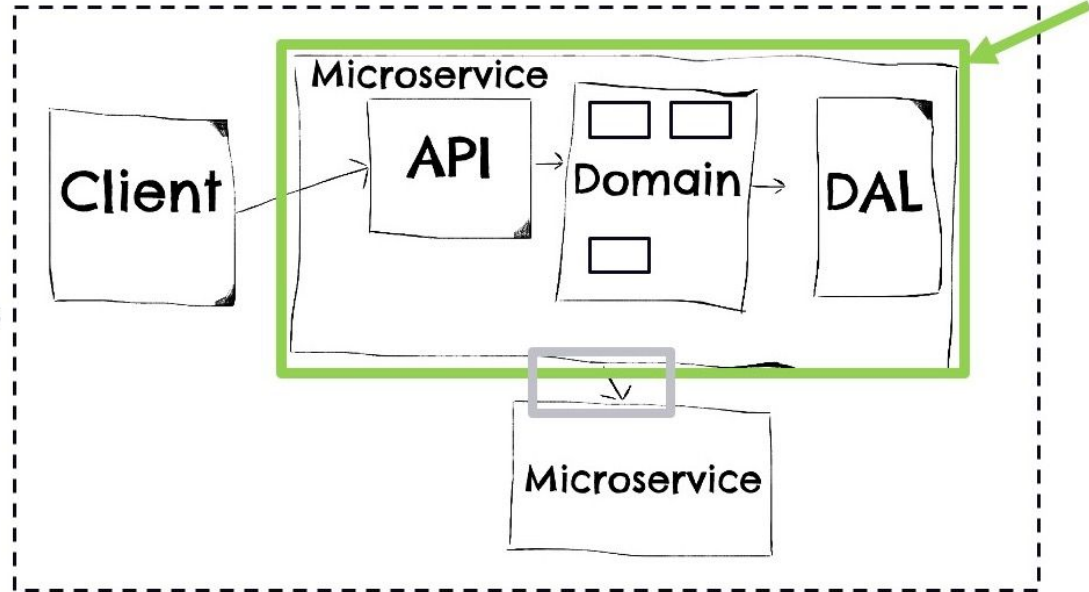 Microservice
Client
API
Domain
DAL
Microservice